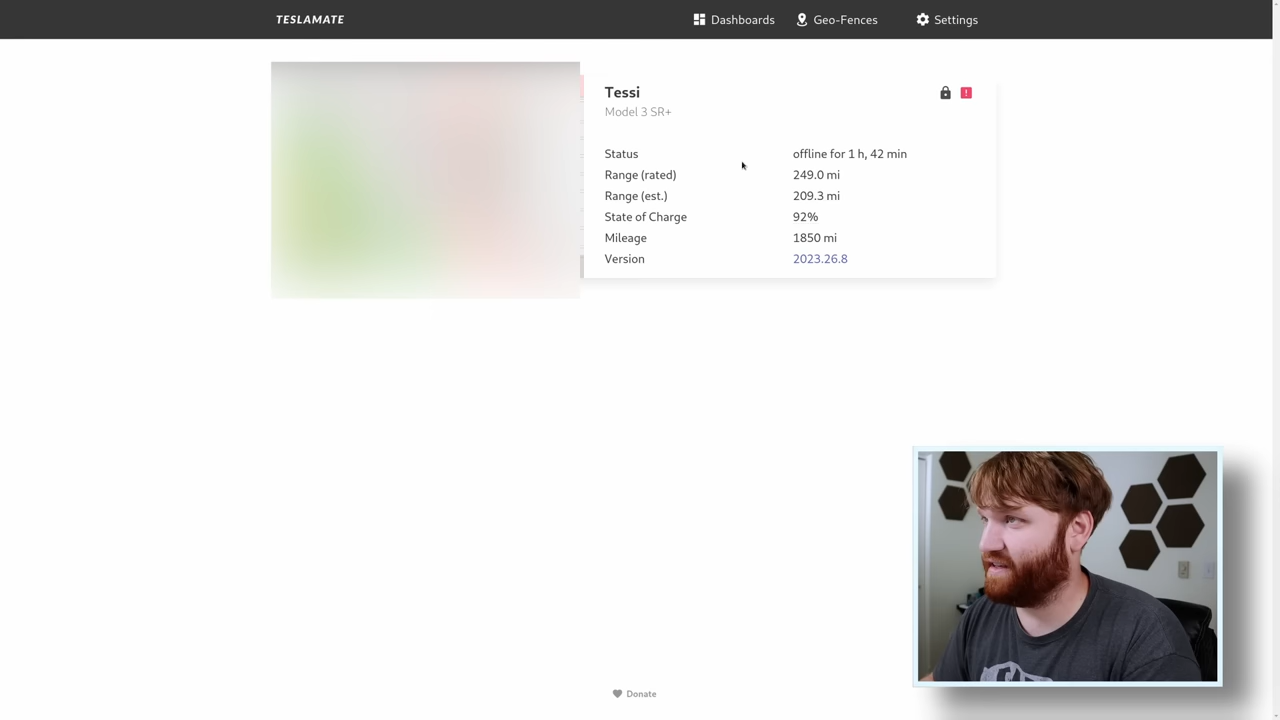 TESLAMATE
Dashboards Geo-Fences Settings
Tessi
Model 3 SR+
Status offline for 1 h, 42 min
Range (rated) 249.0 mi
Range (est.) 209.3 mi
State of Charge 92%
Mileage 1850 mi
Version 2023.26.8
Donate